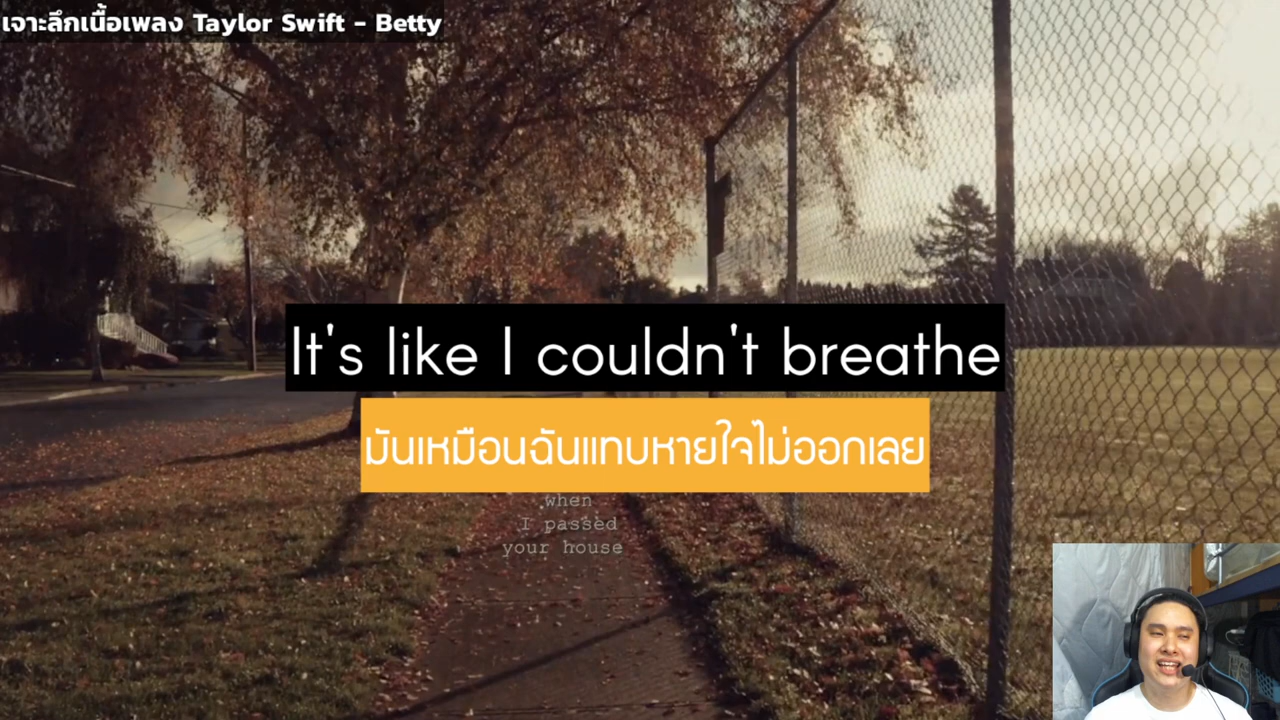 เจาะลึกเนื้อเพลง Taylor Swift - Betty
It's like I couldn't breathe
มันเหมือนฉันแทบหายใจไม่ออกเลย
when
I passed
your house